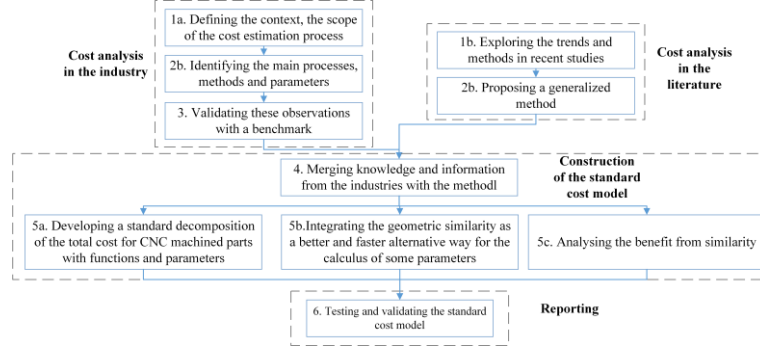 1a. Defining the context, the scope
of the cost estimation process
Cost analysis
in the industry
2b. Identifying the main processes,
methods and parameters
3. Validating these observations
with a benchmark
1b. Exploring the trends and
methods in recent studies
2b. Proposing a generalized
method
Cost analysis
in the
literature
4. Merging knowledge and information
from the industries with the methodl
Construction
of the standard
cost model
5a. Developing a standard decomposition
of the total cost for CNC machined parts
with functions and parameters
5b.Integrating the geometric similarity as
a better and faster alternative way for the
calculus of some parameters
5c. Analysing the benefit from similarity
6. Testing and validating the standard
cost model
Reporting